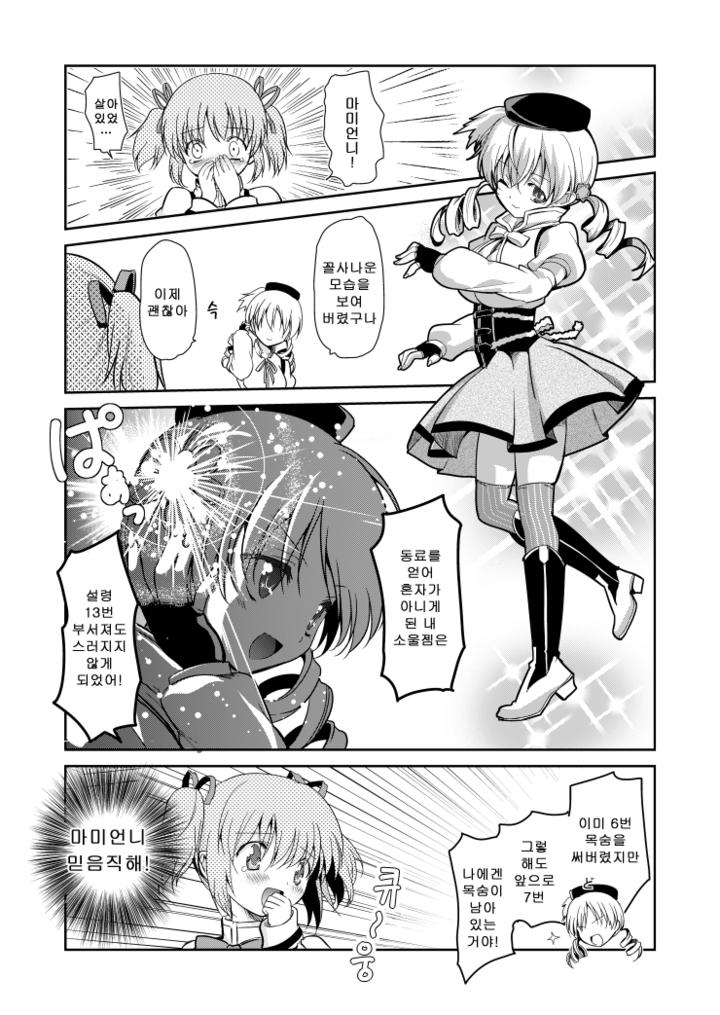 마미언니!
살아
있었
...
꼴사나운
모습을
보여
버렸구나
이제
괜찮아
슥
동료를
얻어
혼자가
아니게
된 내
소울젬은
ぱぁっ
설령
13번
부서져도
스러지지
않게
되었어!
이미 6번
목숨을
써버렸지만
그렇
해도
앞으로
7번
나에겐
목숨이
남아
있는
거야!
ど
마미언니
믿음직해!
큐~웅